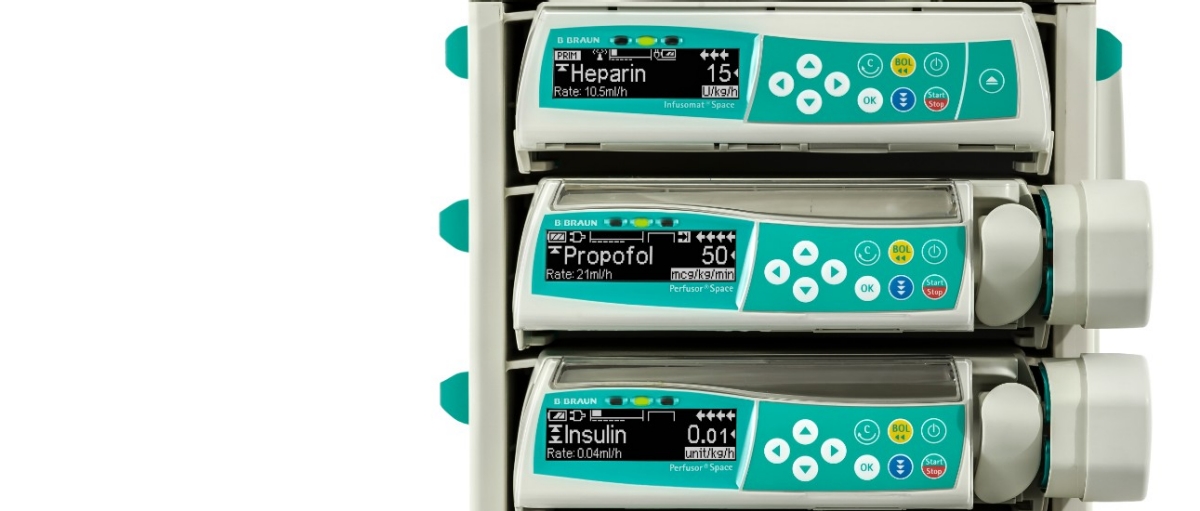 B BRAUN
PRIM
Heparin 15
Rate: 10.5ml/h U/kg/h
Infusomat® Space
C BOL
OK Start Stop
B BRAUN
Propofol 50
Rate: 21ml/h mcg/kg/min
Perfusor® Space
C BOL
OK Start Stop
B BRAUN
Insulin 0.01
Rate: 0.04ml/h unit/kg/h
Perfusor® Space
C BOL
OK Start Stop